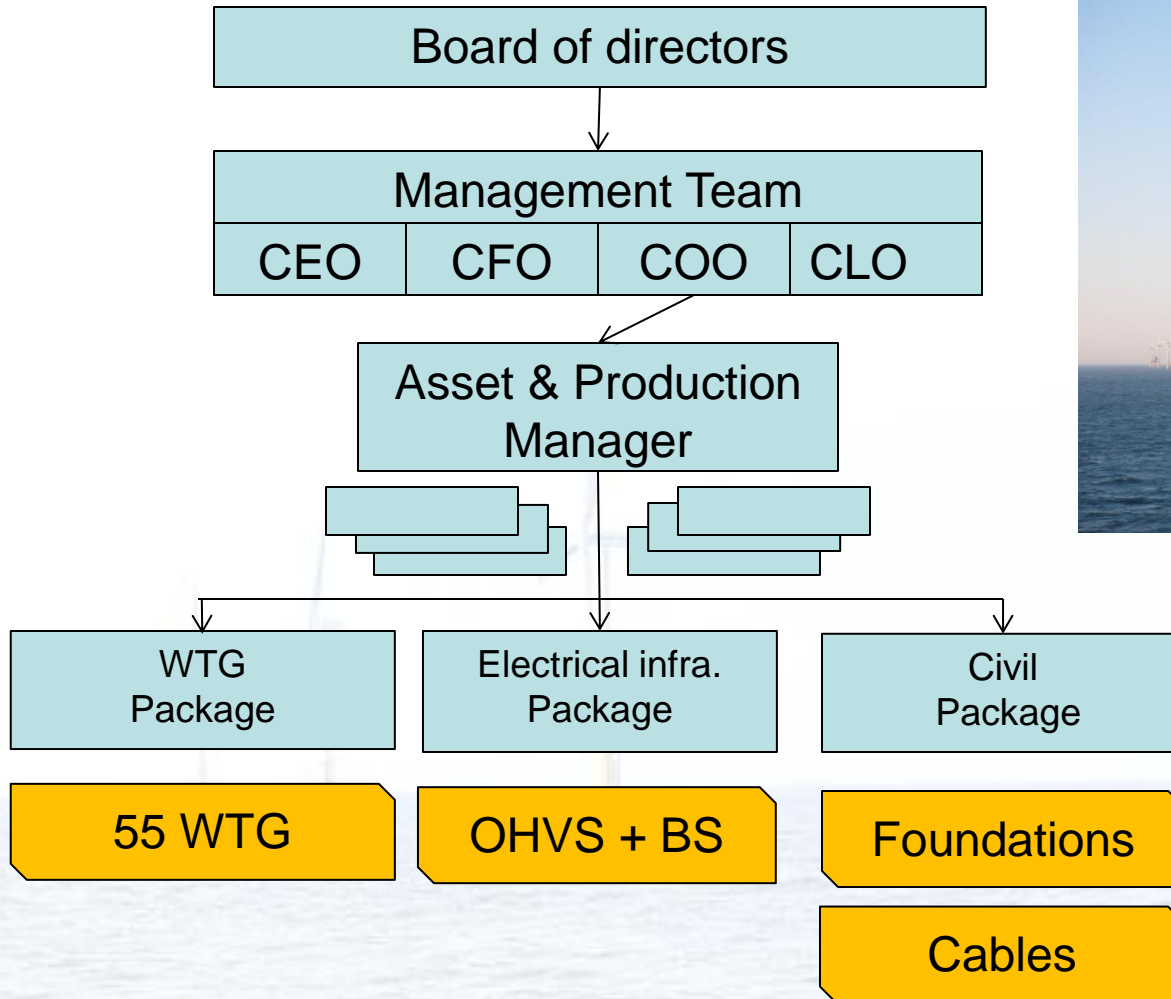 Board of directors
Management Team
CEO CFO COO CLO
Asset & Production
Manager
WTG
Package
Electrical infra.
Package
Civil
Package
55 WTG
OHVS + BS
Foundations
Cables